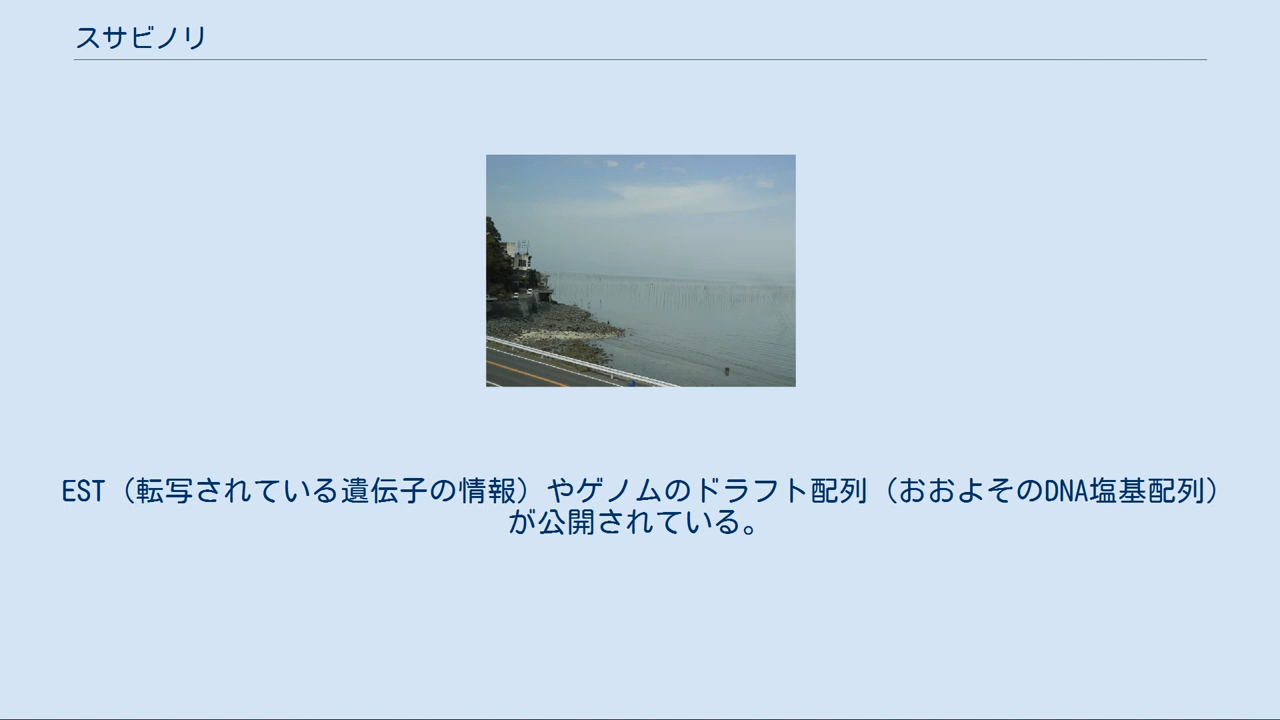 スサビノリ
EST（転写されている遺伝子の情報）やゲノムのドラフト配列（おおよそのDNA塩基配列）
が公開されている。